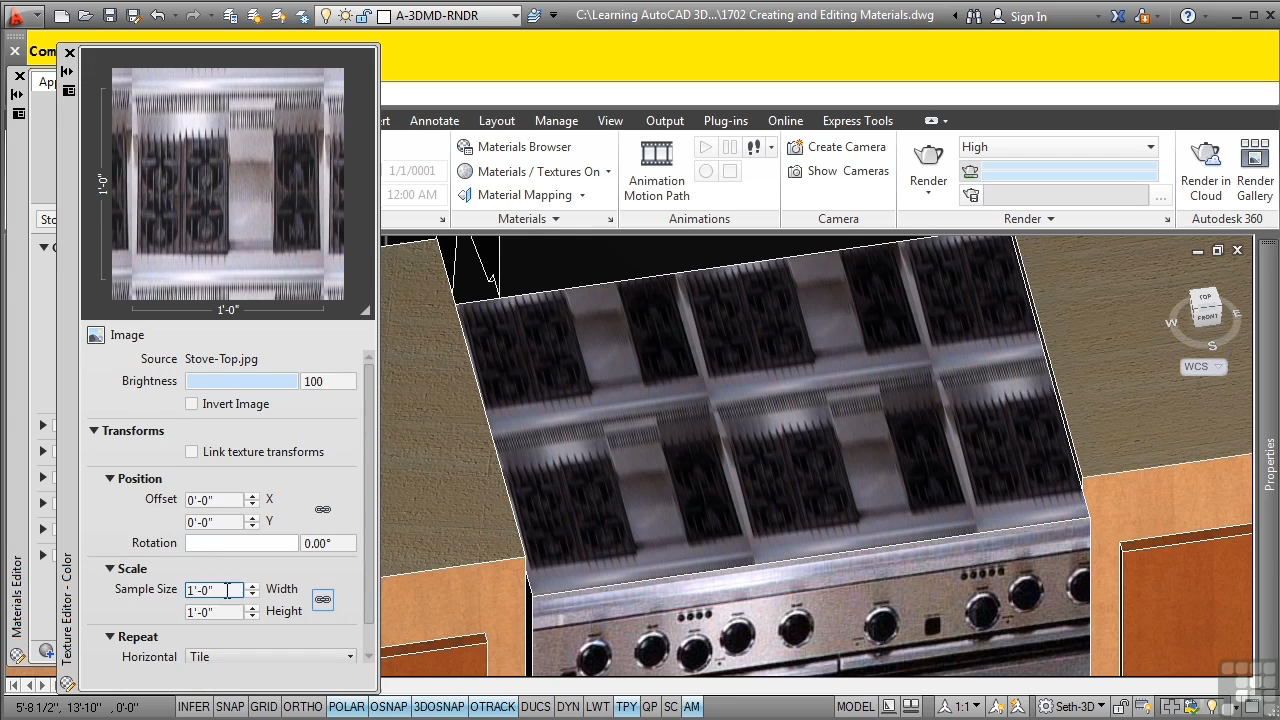 A-3DMD-RNDR
C:\Learning AutoCAD 3D...\1702 Creating and Editing Materials.dwg
Sign In
Com
Annotate Layout Manage View Output Plug-ins Online Express Tools
Materials Browser
Materials / Textures On
Material Mapping
Materials
1/1/0001
12:00 AM
Animation
Motion Path
Animations
Create Camera
Show Cameras
Camera
Render
High
Render
Render in
Cloud
Render
Gallery
Autodesk 360
1'-0"
1'-0"
Image
Source Stove-Top.jpg
Brightness 100
Invert Image
Transforms
Link texture transforms
Position
Offset 0'-0" X
0'-0" Y
Rotation 0.00°
Scale
Sample Size 1'-0" Width
1'-0" Height
Repeat
Horizontal Tile
Materials Editor
Texture Editor - Color
TOP
FRONT
W
S
E
WCS
Properties
5'-8 1/2", 13'-10" , 0'-0"
INFER SNAP GRID ORTHO POLAR OSNAP 3DOSNAP OTRACK DUCS DYN LWT TPY QP SC AM
MODEL
1:1
Seth-3D